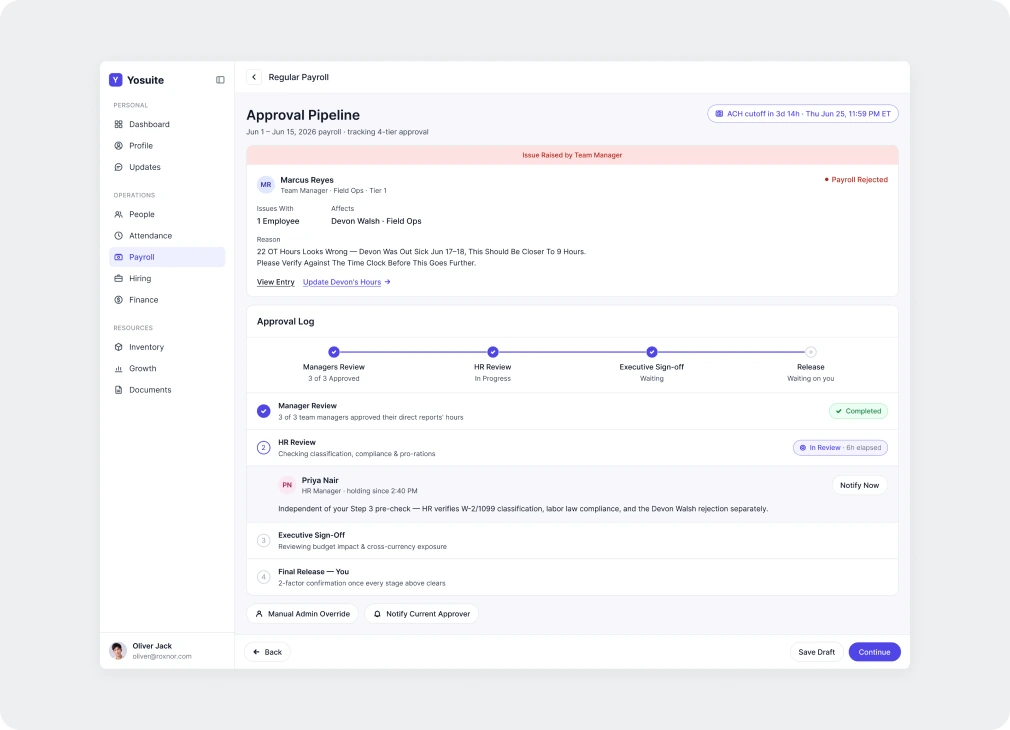 Y Yosuite
PERSONAL
Dashboard
Profile
Updates
OPERATIONS
People
Attendance
Payroll
Hiring
Finance
RESOURCES
Inventory
Growth
Documents
Oliver Jack
oliver@roxnor.com
Regular Payroll
Approval Pipeline
Jun 1 – Jun 15, 2026 payroll · tracking 4-tier approval
ACH cutoff in 3d 14h · Thu Jun 25, 11:59 PM ET
Issue Raised by Team Manager
MR
Marcus Reyes
Team Manager · Field Ops · Tier 1
Payroll Rejected
Issues With
Affects
1 Employee
Devon Walsh · Field Ops
Reason
22 OT Hours Looks Wrong — Devon Was Out Sick Jun 17–18, This Should Be Closer To 9 Hours.
Please Verify Against The Time Clock Before This Goes Further.
View Entry
Update Devon's Hours →
Approval Log
Managers Review
3 of 3 Approved
HR Review
In Progress
Executive Sign-off
Waiting
Release
Waiting on you
Manager Review
3 of 3 team managers approved their direct reports' hours
Completed
2
HR Review
Checking classification, compliance & pro-rations
In Review · 6h elapsed
PN
Priya Nair
HR Manager · holding since 2:40 PM
Notify Now
Independent of your Step 3 pre-check — HR verifies W-2/1099 classification, labor law compliance, and the Devon Walsh rejection separately.
3
Executive Sign-Off
Reviewing budget impact & cross-currency exposure
4
Final Release — You
2-factor confirmation once every stage above clears
Manual Admin Override
Notify Current Approver
← Back
Save Draft
Continue